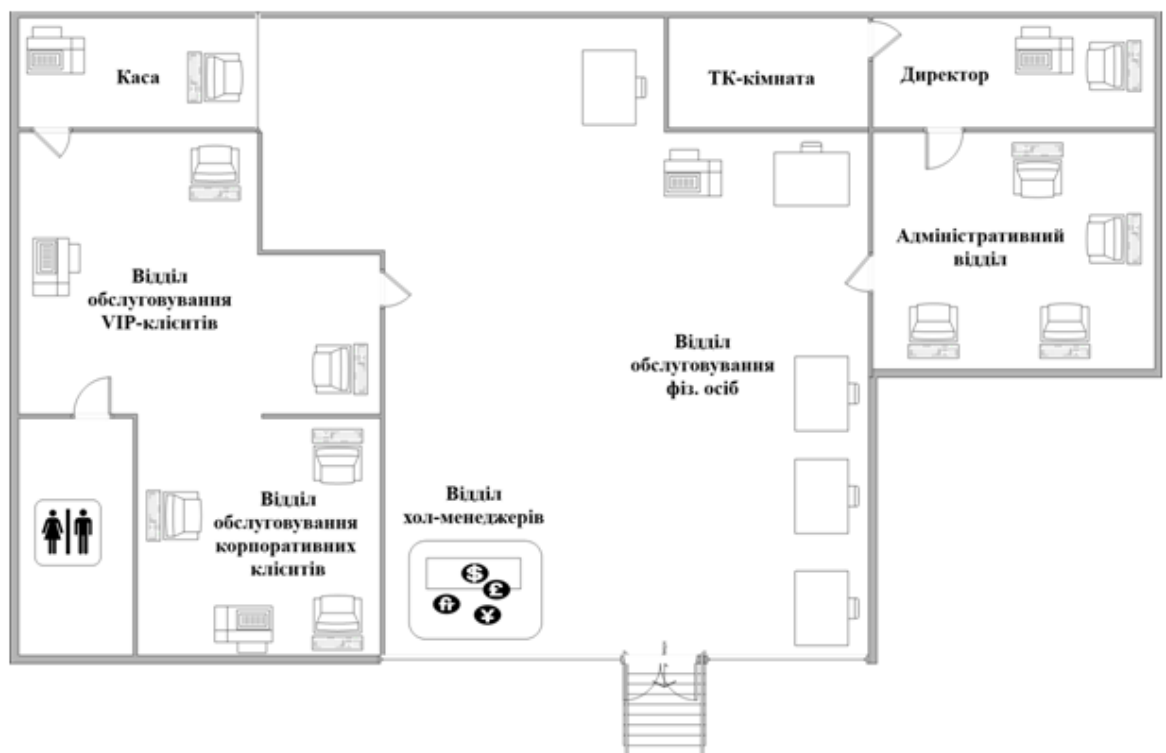 Каса
ТК-кімната
Директор
Відділ
обслуговування
VIP-клієнтів
Адміністративний
відділ
Відділ
обслуговування
фіз. осіб
Відділ
обслуговування
корпоративних
клієнтів
Відділ
хол-менеджерів
$
£
¥